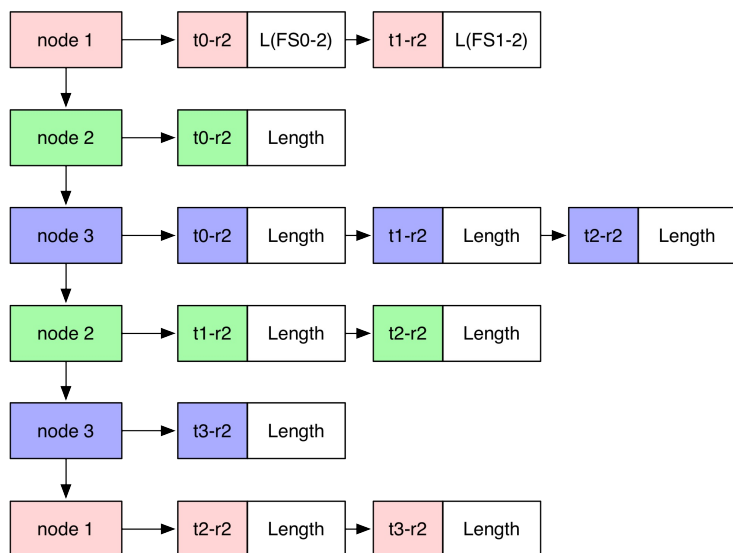 node 1 t0-r2 L(FS0-2) t1-r2 L(FS1-2)
node 2 t0-r2 Length
node 3 t0-r2 Length t1-r2 Length t2-r2 Length
node 2 t1-r2 Length t2-r2 Length
node 3 t3-r2 Length
node 1 t2-r2 Length t3-r2 Length